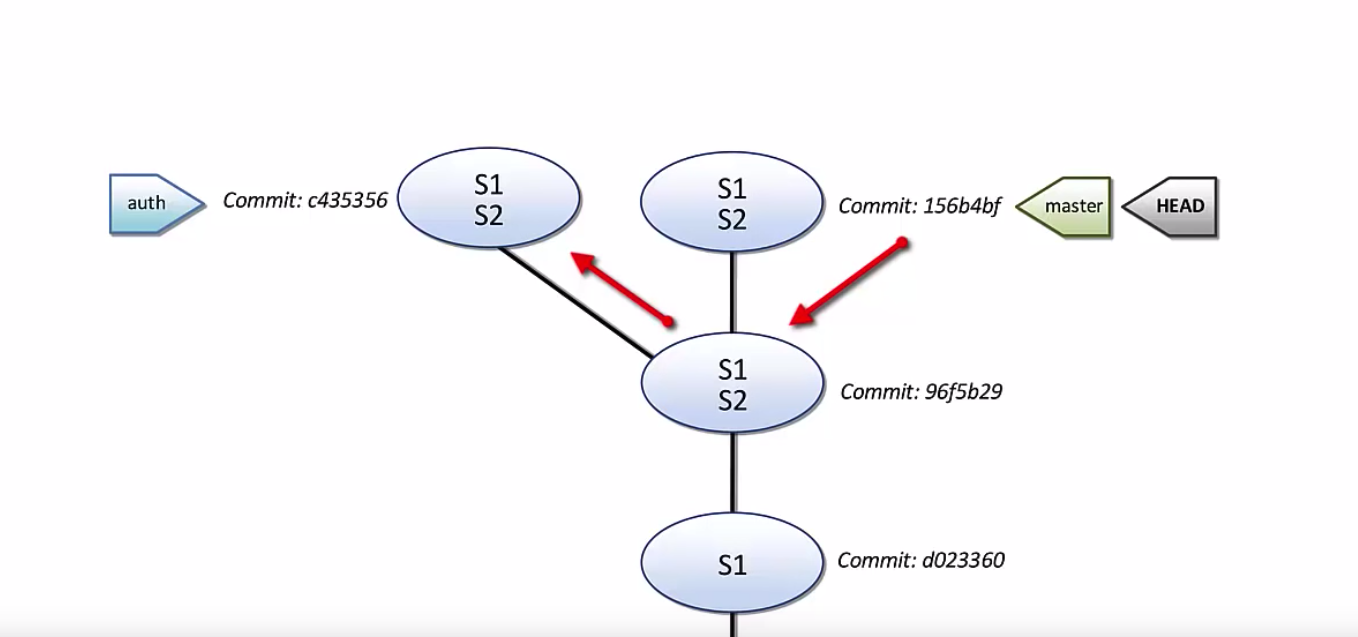 auth
Commit: c435356
S1
S2
S1
S2
Commit: 156b4bf
master
HEAD
S1
S2
Commit: 96f5b29
S1
Commit: d023360